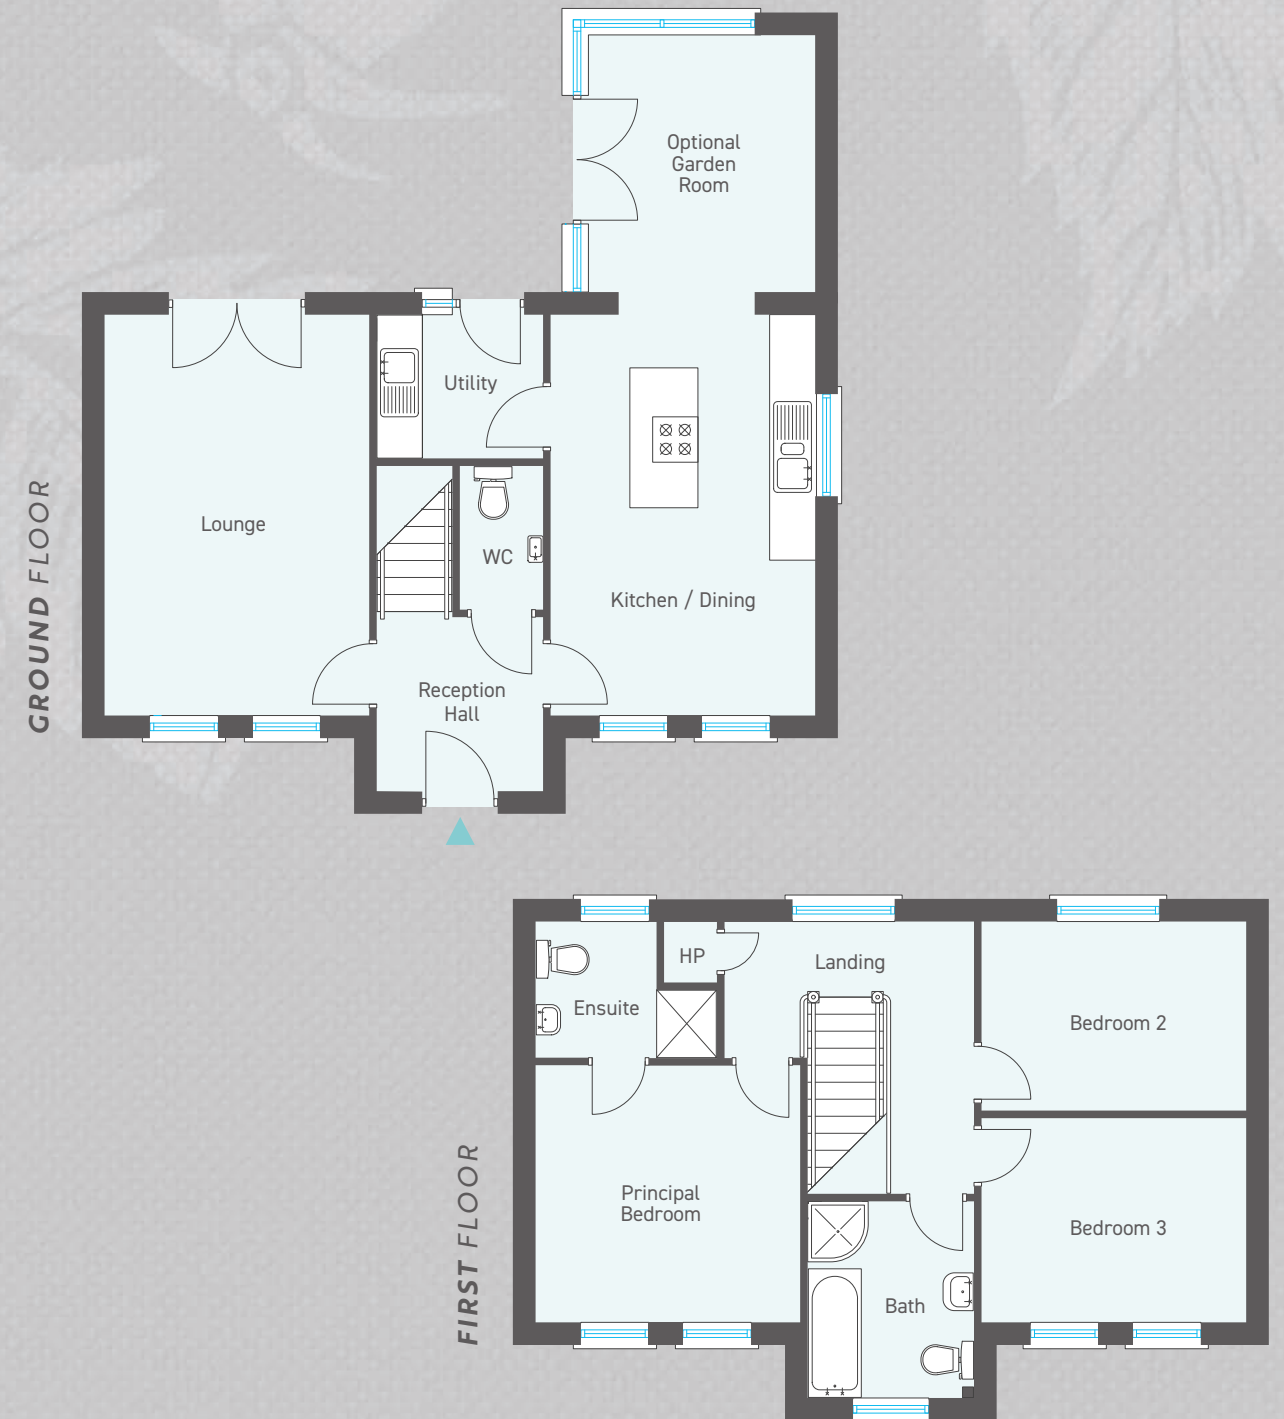 GROUND FLOOR
Optional
Garden
Room
Utility
Lounge
WC
Kitchen / Dining
Reception
Hall
FIRST FLOOR
HP
Landing
Ensuite
Bedroom 2
Principal
Bedroom
Bedroom 3
Bath